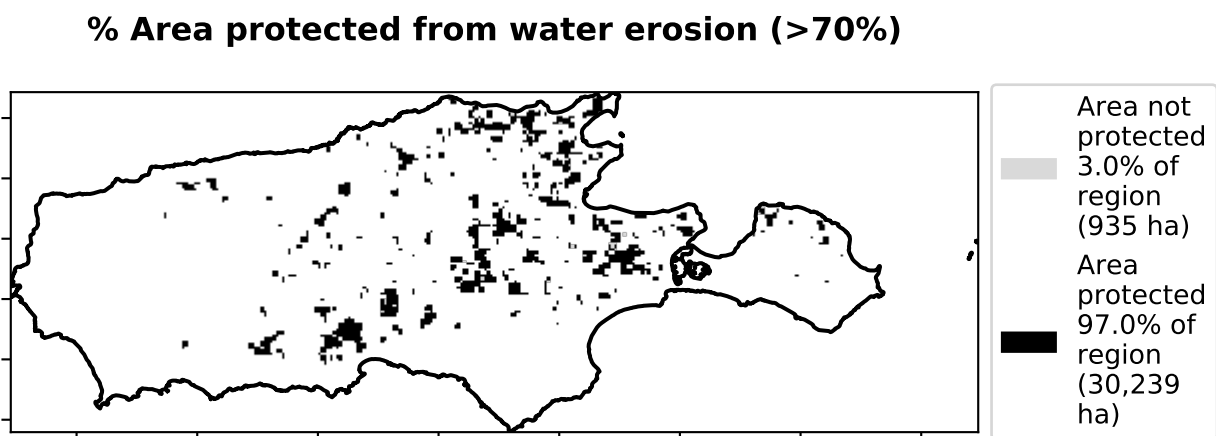 % Area protected from water erosion (>70%)
Area not
protected
3.0% of
region
(935 ha)
Area
protected
97.0% of
region
(30,239
ha)